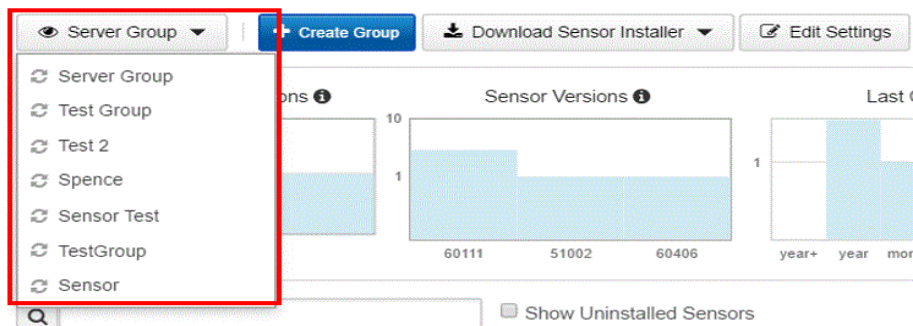 Server Group
Create Group
Download Sensor Installer
Edit Settings
Server Group
Test Group
Test 2
Spence
Sensor Test
TestGroup
Sensor
Sensor Versions
10
1
60111 51002 60406
Last
1
year+ year
Show Uninstalled Sensors